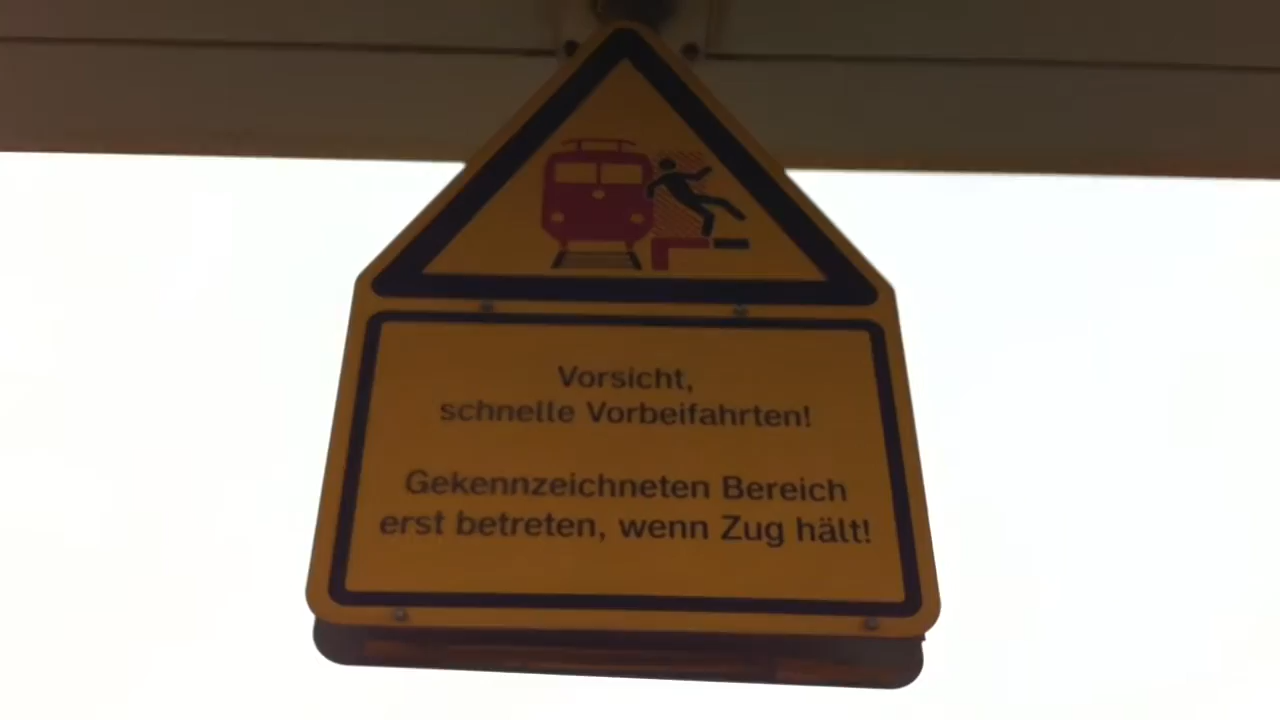 Vorsicht,
schnelle Vorbeifahrten!
Gekennzeichneten Bereich
erst betreten, wenn Zug hält!